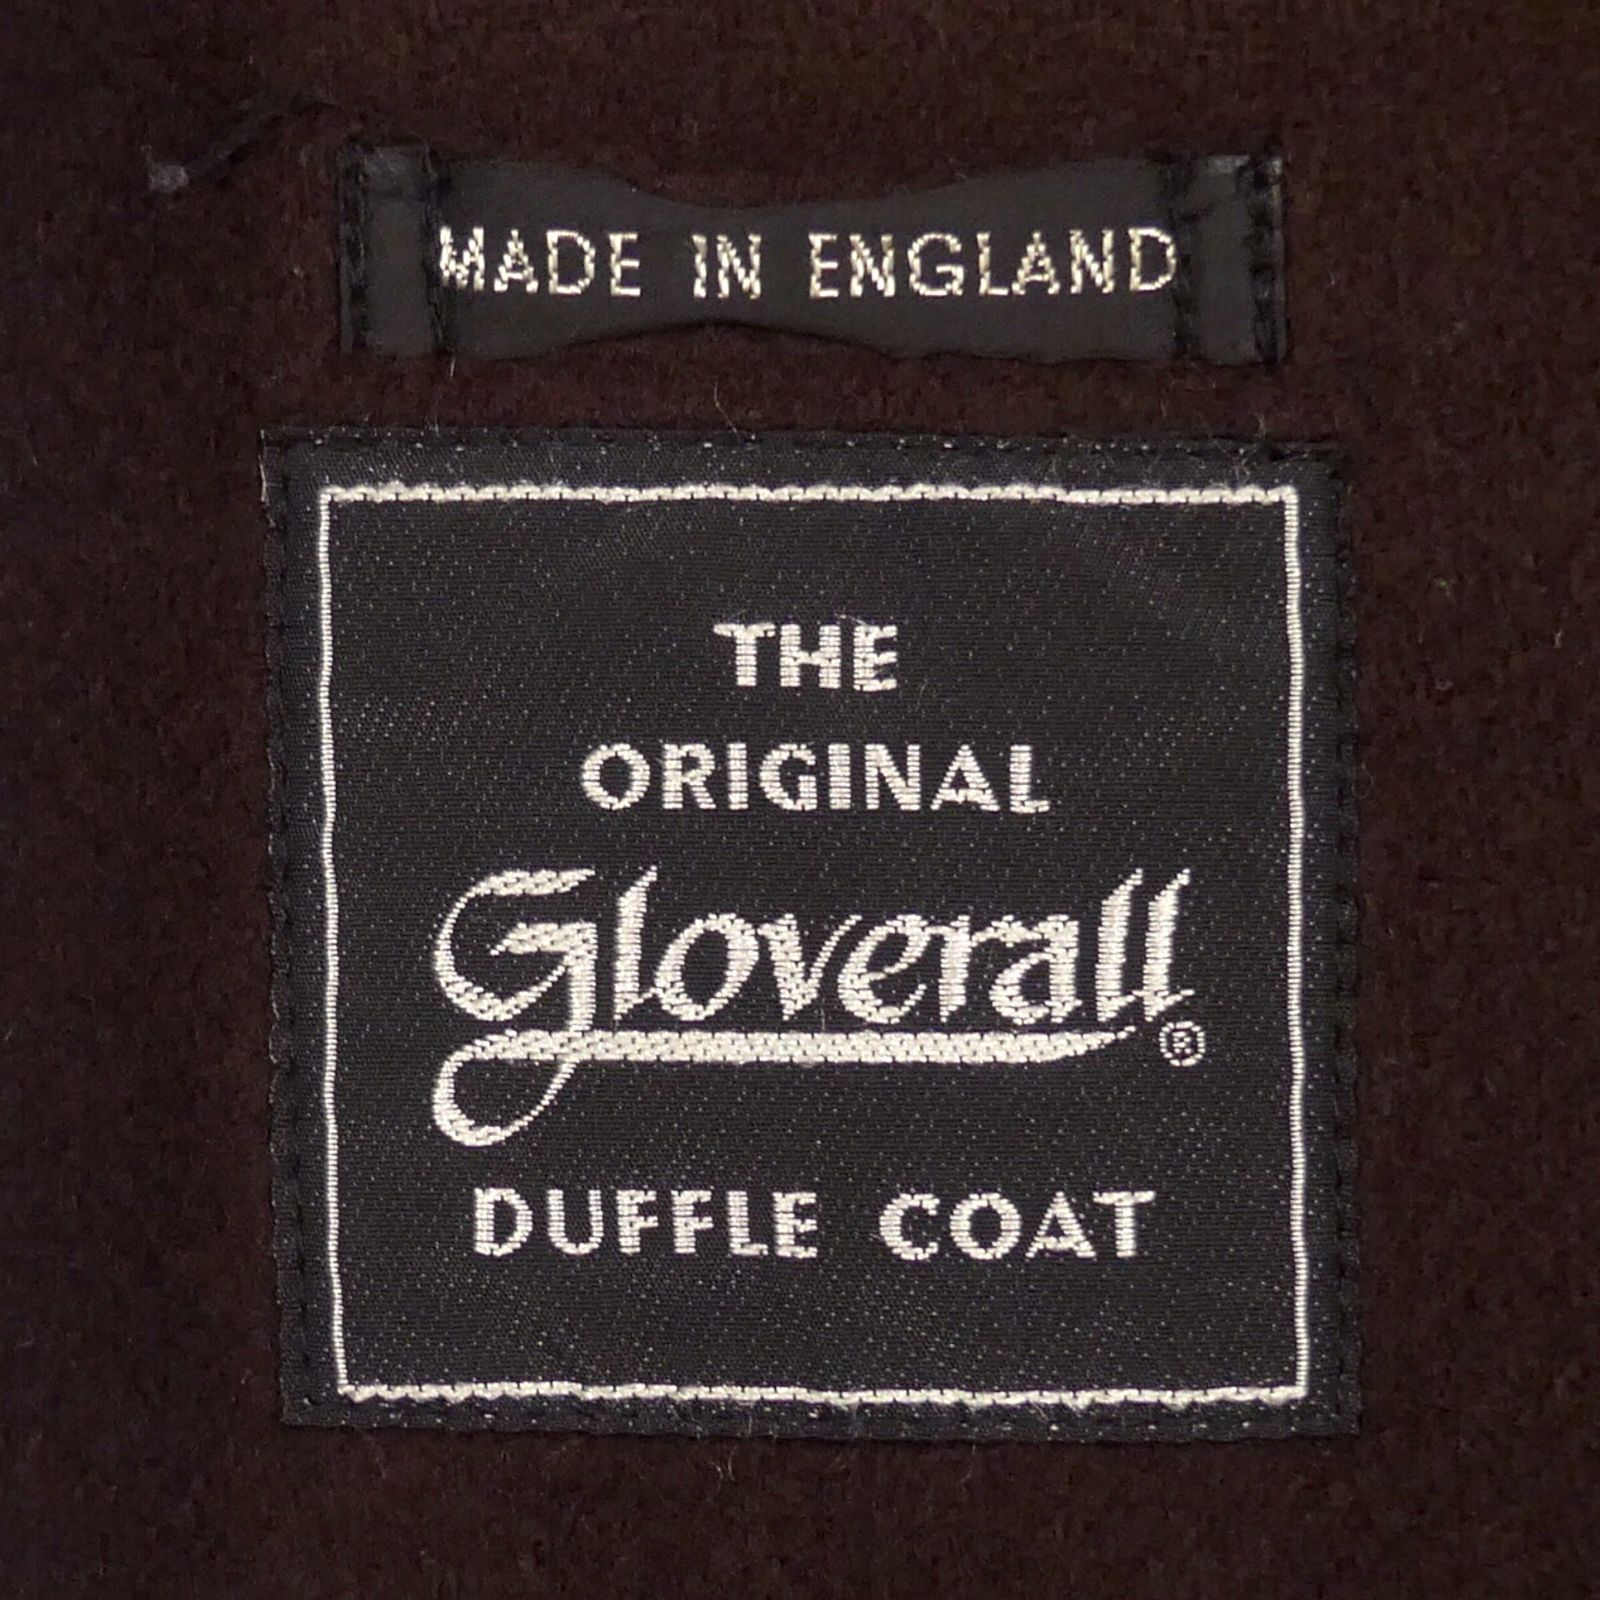 MADE IN ENGLAND
THE
ORIGINAL
Gloverall®
DUFFLE COAT